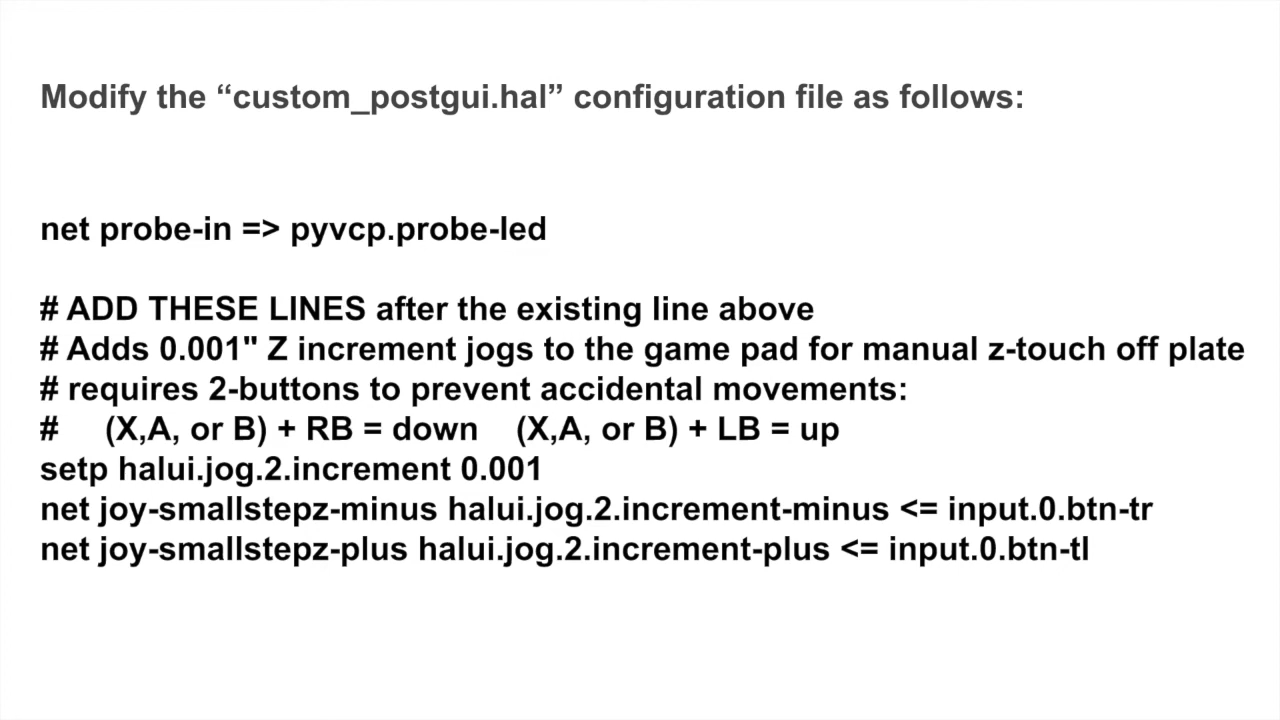 Modify the “custom_postgui.hal” configuration file as follows:
net probe-in => pyvcp.probe-led
# ADD THESE LINES after the existing line above
# Adds 0.001" Z increment jogs to the game pad for manual z-touch off plate
# requires 2-buttons to prevent accidental movements:
#     (X,A, or B) + RB = down    (X,A, or B) + LB = up
setp halui.jog.2.increment 0.001
net joy-smallstepz-minus halui.jog.2.increment-minus <= input.0.btn-tr
net joy-smallstepz-plus halui.jog.2.increment-plus <= input.0.btn-tl